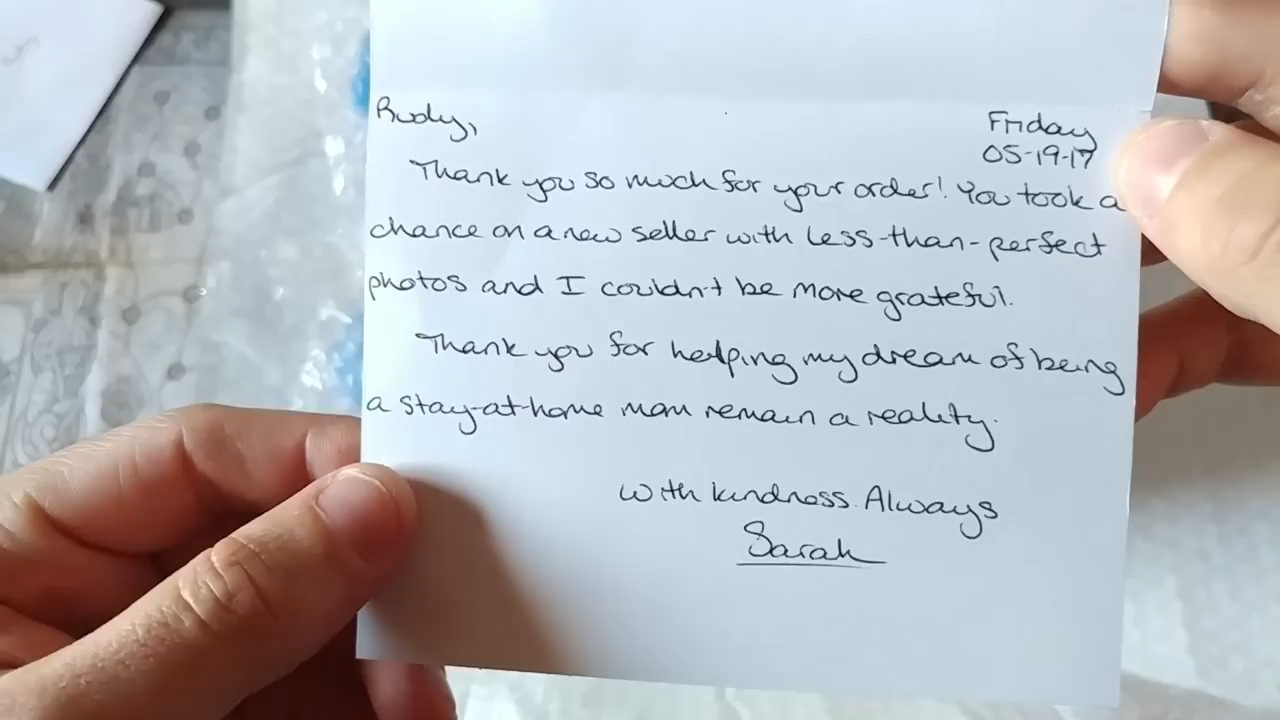 Rudy,
Friday
05-19-17
Thank you so much for your order! You took a
chance on a new seller with less-than-perfect
photos and I couldn't be more grateful.
Thank you for helping my dream of being
a stay-at-home mom remain a reality.
with kindness. Always
Sarah